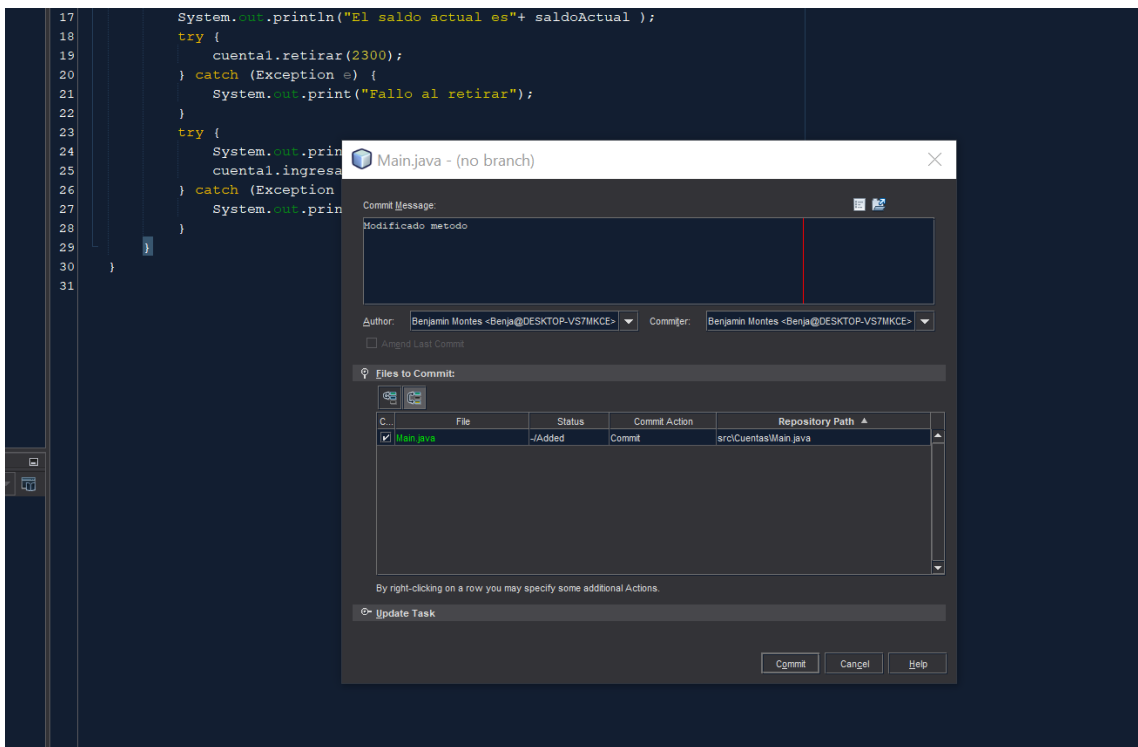 17 System.out.println("El saldo actual es"+ saldoActual );
18 try {
19 cuenta1.retirar(2300);
20 } catch (Exception e) {
21 System.out.print("Fallo al retirar");
22 }
23 try {
24 System.out.prin
25 cuenta1.ingresa
26 } catch (Exception
27 System.out.prin
28 }
29 }
30 }
31
Main.java - (no branch)
Commit Message:
Modificado metodo
Author: Benjamin Montes <Benja@DESKTOP-VS7MKCE> Commiter: Benjamin Montes <Benja@DESKTOP-VS7MKCE>
Amend Last Commit
Files to Commit:
C... File Status Commit Action Repository Path
Main.java -/Added Commit src\Cuentas\Main.java
By right-clicking on a row you may specify some additional Actions.
Update Task
Commit Cancel Help